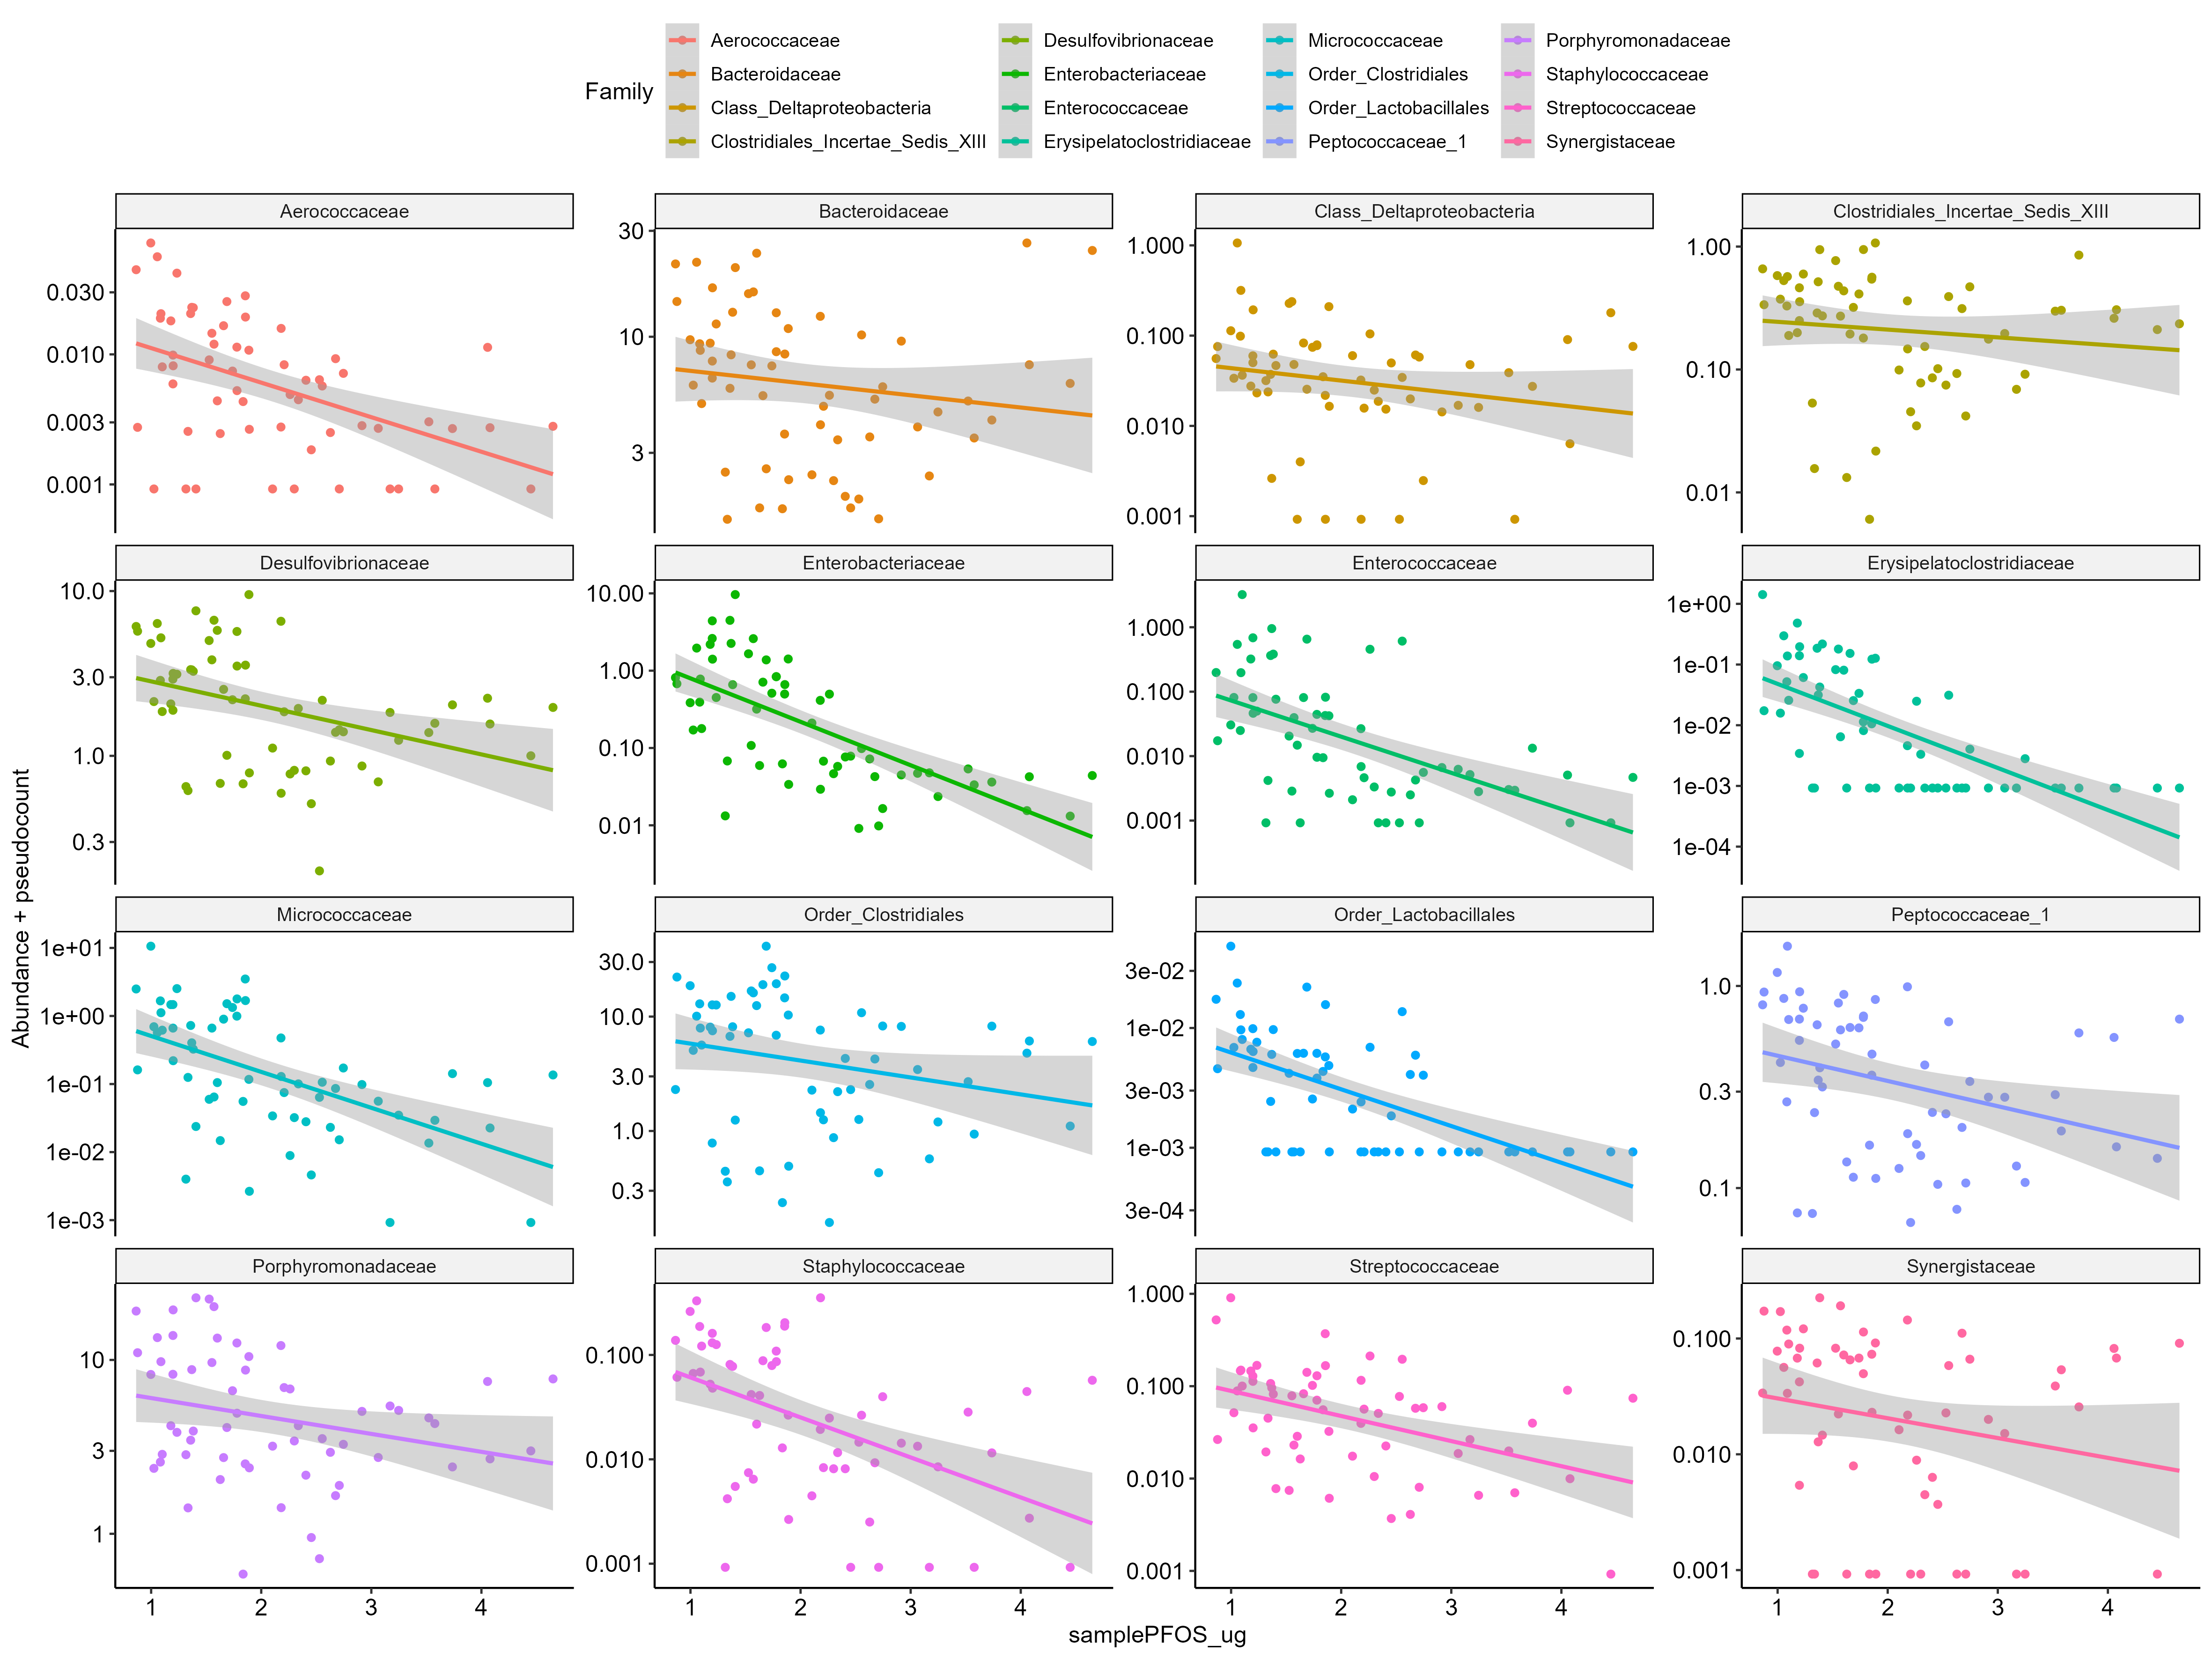 Family
Aerococcaceae
Bacteroidaceae
Class_Deltaproteobacteria
Clostridiales_Incertae_Sedis_XIII
Desulfovibrionaceae
Enterobacteriaceae
Enterococcaceae
Erysipelatoclostridiaceae
Micrococcaceae
Order_Clostridiales
Order_Lactobacillales
Peptococcaceae_1
Porphyromonadaceae
Staphylococcaceae
Streptococcaceae
Synergistaceae
Abundance + pseudocount
Aerococcaceae
0.030
0.010
0.003
0.001
Bacteroidaceae
30
10
3
Class_Deltaproteobacteria
1.000
0.100
0.010
0.001
Clostridiales_Incertae_Sedis_XIII
1.00
0.10
0.01
Desulfovibrionaceae
10.0
3.0
1.0
0.3
Enterobacteriaceae
10.00
1.00
0.10
0.01
Enterococcaceae
1.000
0.100
0.010
0.001
Erysipelatoclostridiaceae
1e+00
1e-01
1e-02
1e-03
1e-04
Micrococcaceae
1e+01
1e+00
1e-01
1e-02
1e-03
Order_Clostridiales
30.0
10.0
3.0
1.0
0.3
Order_Lactobacillales
3e-02
1e-02
3e-03
1e-03
3e-04
Peptococcaceae_1
1.0
0.3
0.1
Porphyromonadaceae
10
3
1
1 2 3 4
Staphylococcaceae
0.100
0.010
0.001
1 2 3 4
Streptococcaceae
1.000
0.100
0.010
0.001
1 2 3 4
Synergistaceae
0.100
0.010
0.001
1 2 3 4
samplePFOS_ug